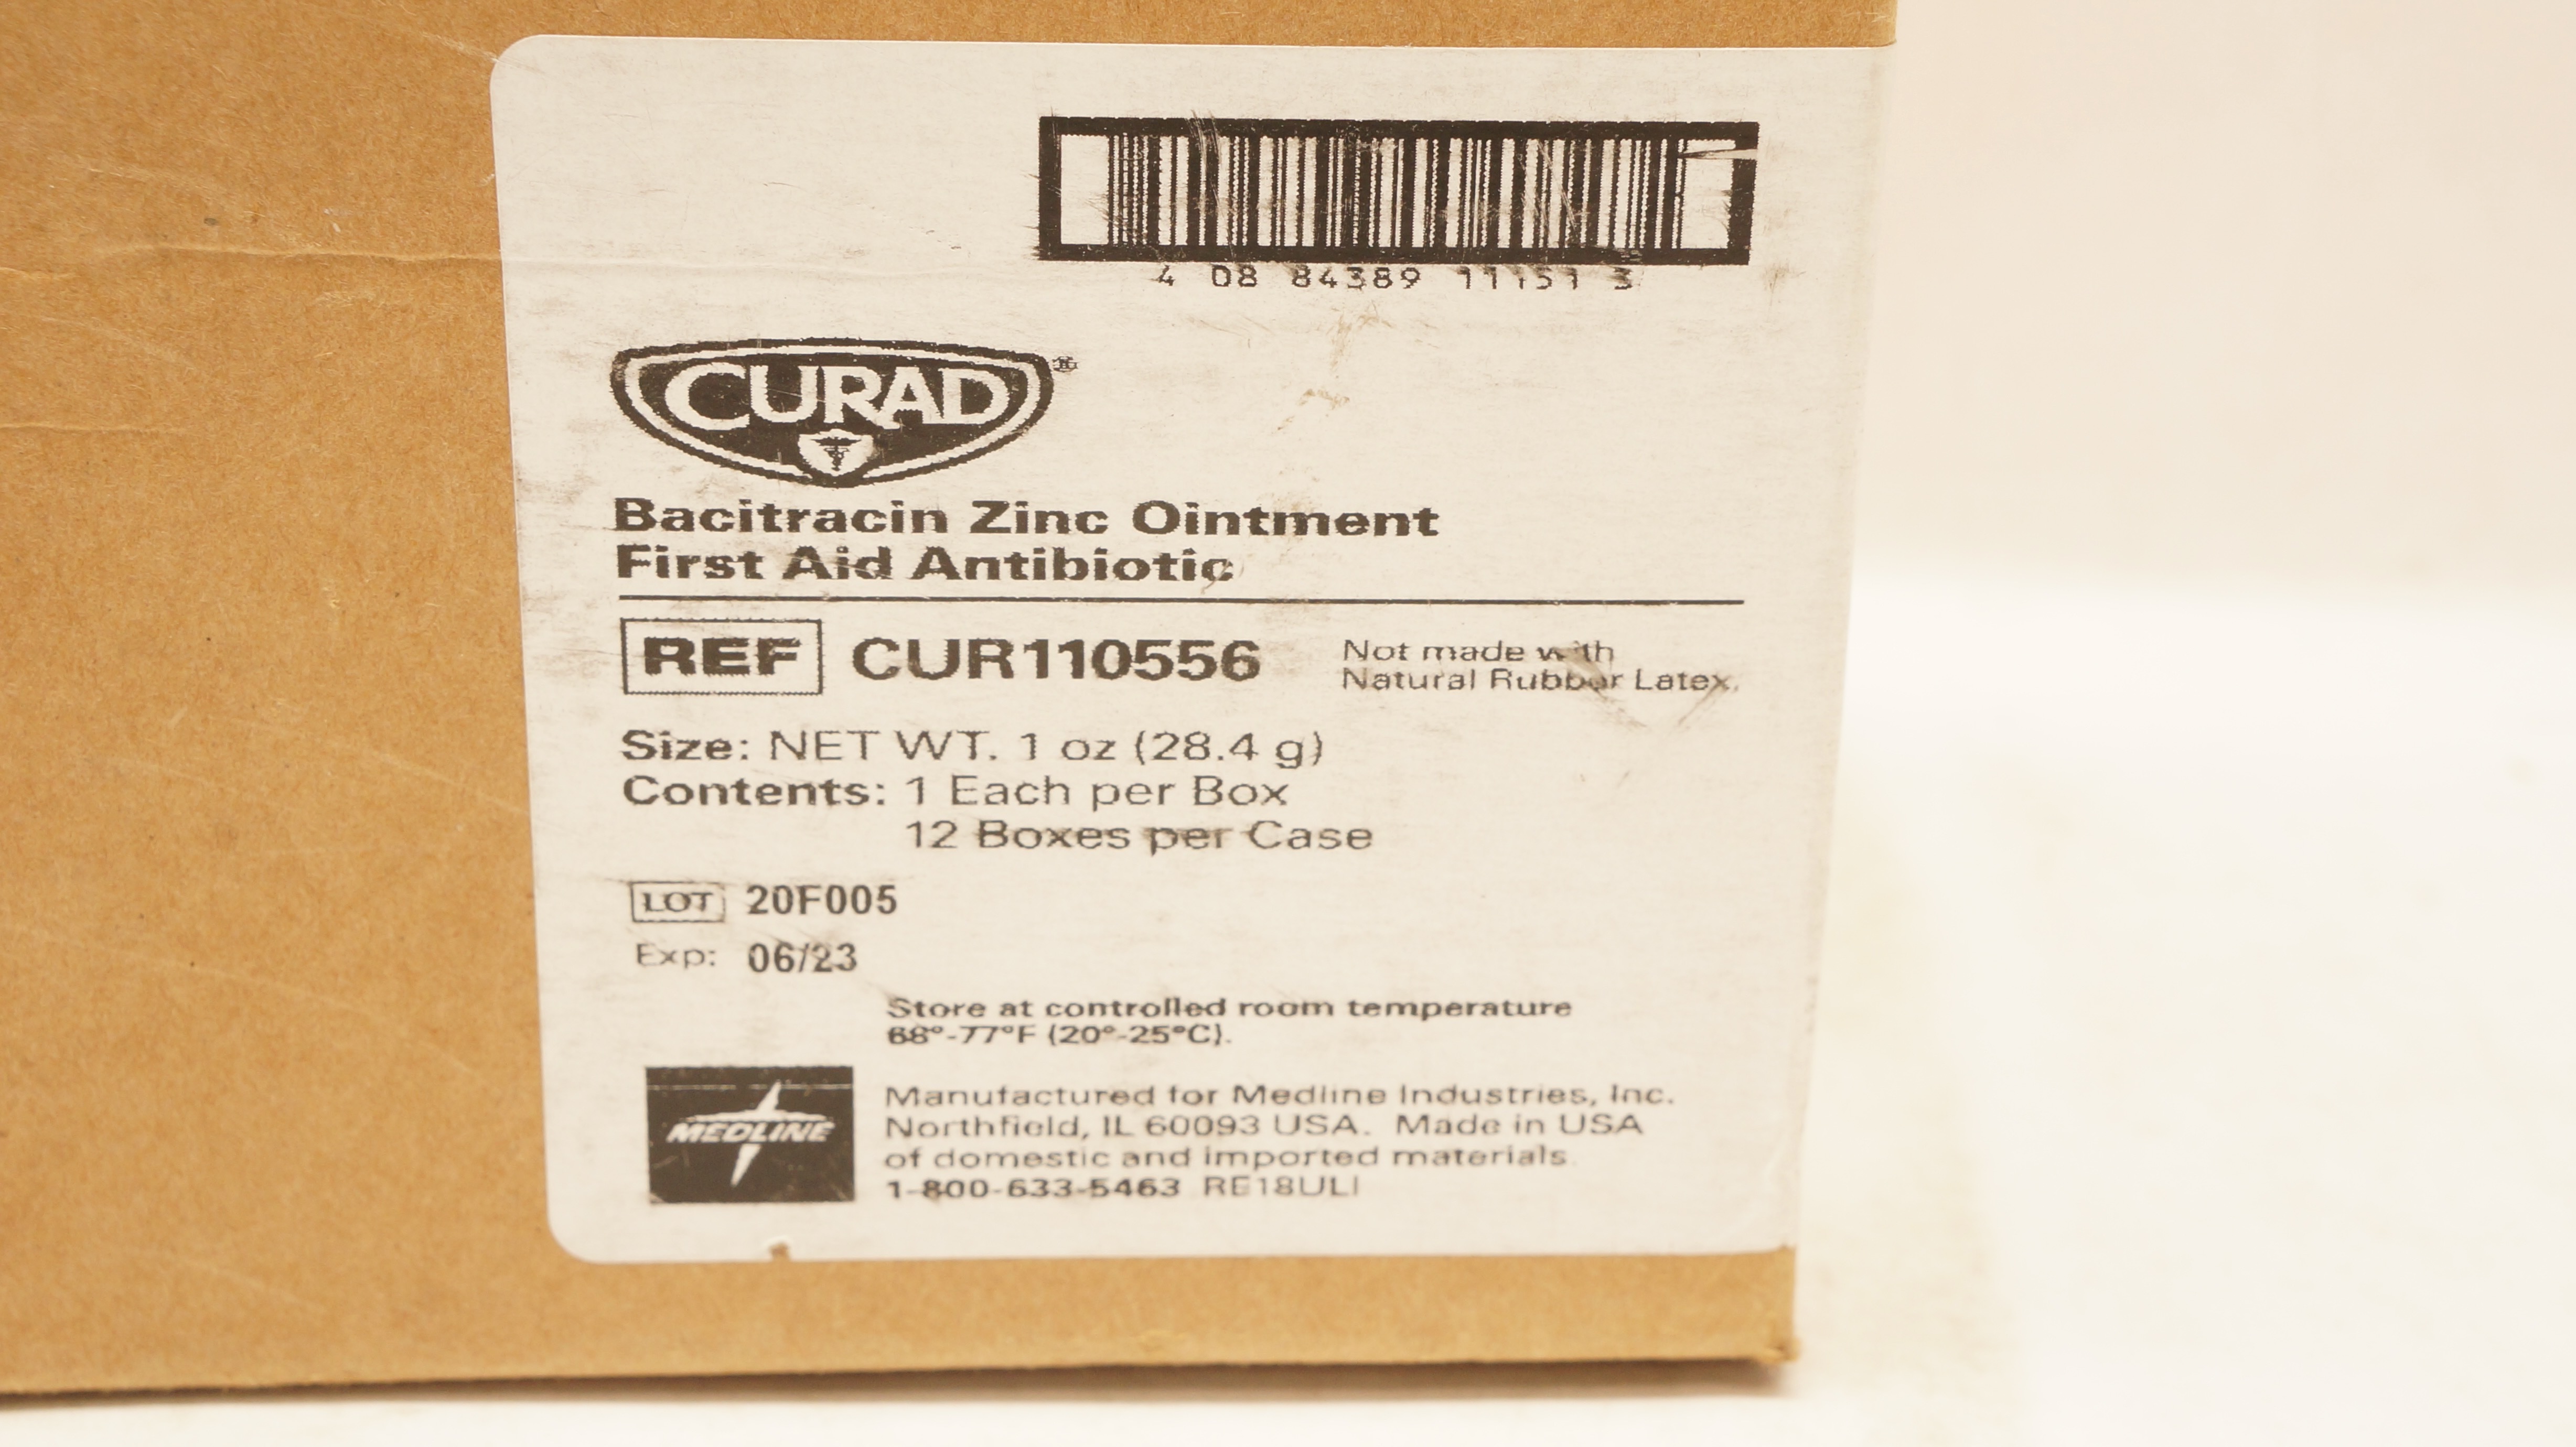 4 08 84389 11151 3
CURAD®
Bacitracin Zinc Ointment
First Aid Antibiotic
REF CUR110556
Not made with
Natural Rubber Latex.
Size: NET WT. 1 oz (28.4 g)
Contents: 1 Each per Box
12 Boxes per Case
LOT 20F005
Exp: 06/23
Store at controlled room temperature
68°-77°F (20°-25°C).
MEDLINE
Manufactured for Medline Industries, Inc.
Northfield, IL 60093 USA. Made in USA
of domestic and imported materials.
1-800-633-5463